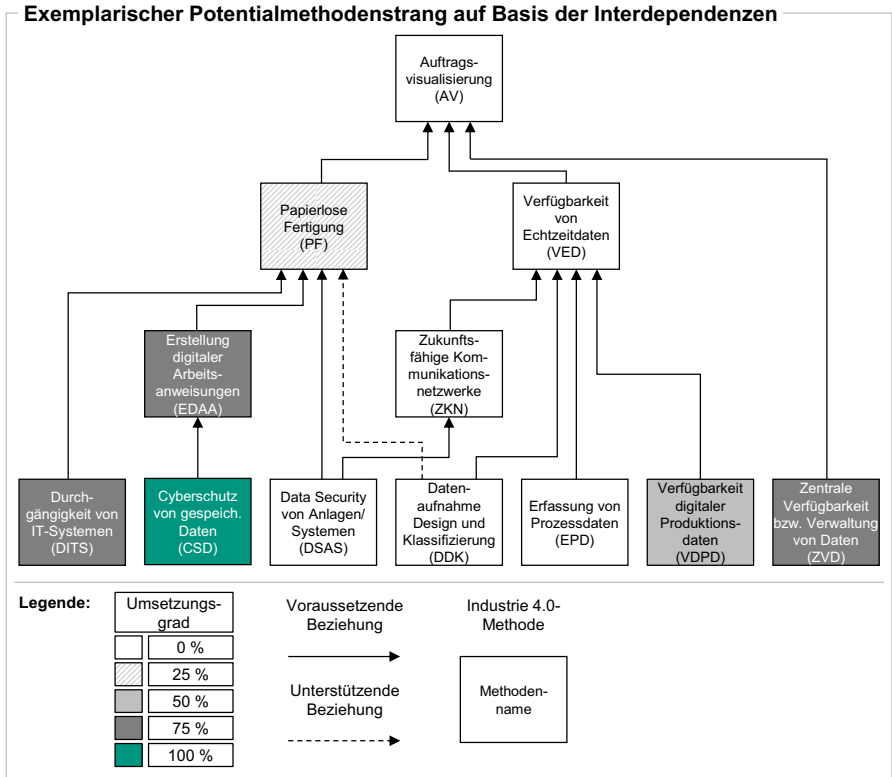 Exemplarischer Potentialmethodenstrang auf Basis der Interdependenzen
Auftrags-
visualisierung
(AV)
Papierlose
Fertigung
(PF)
Verfügbarkeit
von
Echtzeitdaten
(VED)
Erstellung
digitaler
Arbeits-
anweisungen
(EDAA)
Zukunfts-
fähige Kom-
munikations-
netzwerke
(ZKN)
Durch-
gängigkeit von
IT-Systemen
(DITS)
Cyberschutz
von gespeich.
Daten
(CSD)
Data Security
von Anlagen/
Systemen
(DSAS)
Daten-
aufnahme
Design und
Klassifizierung
(DDK)
Erfassung von
Prozessdaten
(EPD)
Verfügbarkeit
digitaler
Produktions-
daten
(VDPD)
Zentrale
Verfügbarkeit
bzw. Verwaltung
von Daten
(ZVD)
Legende:
Umsetzungs-
grad
0 %
25 %
50 %
75 %
100 %
Voraussetzende
Beziehung
Unterstützende
Beziehung
Industrie 4.0-
Methode
Methoden-
name